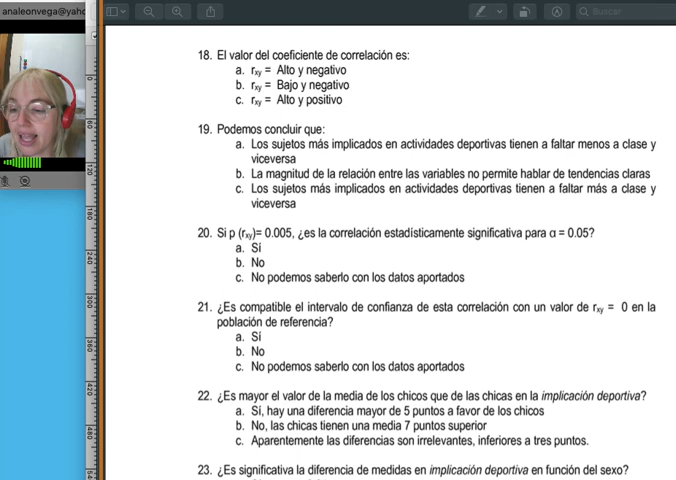 analeonvega@yaho
Buscar
18. El valor del coeficiente de correlación es:
a. rxy = Alto y negativo
b. rxy = Bajo y negativo
c. rxy = Alto y positivo
19. Podemos concluir que:
a. Los sujetos más implicados en actividades deportivas tienen a faltar menos a clase y
viceversa
b. La magnitud de la relación entre las variables no permite hablar de tendencias claras
c. Los sujetos más implicados en actividades deportivas tienen a faltar más a clase y
viceversa
20. Si p (rxy)= 0.005, ¿es la correlación estadísticamente significativa para α = 0.05?
a. Sí
b. No
c. No podemos saberlo con los datos aportados
21. ¿Es compatible el intervalo de confianza de esta correlación con un valor de rxy = 0 en la
población de referencia?
a. Sí
b. No
c. No podemos saberlo con los datos aportados
22. ¿Es mayor el valor de la media de los chicos que de las chicas en la implicación deportiva?
a. Sí, hay una diferencia mayor de 5 puntos a favor de los chicos
b. No, las chicas tienen una media 7 puntos superior
c. Aparentemente las diferencias son irrelevantes, inferiores a tres puntos.
23. ¿Es significativa la diferencia de medidas en implicación deportiva en función del sexo?